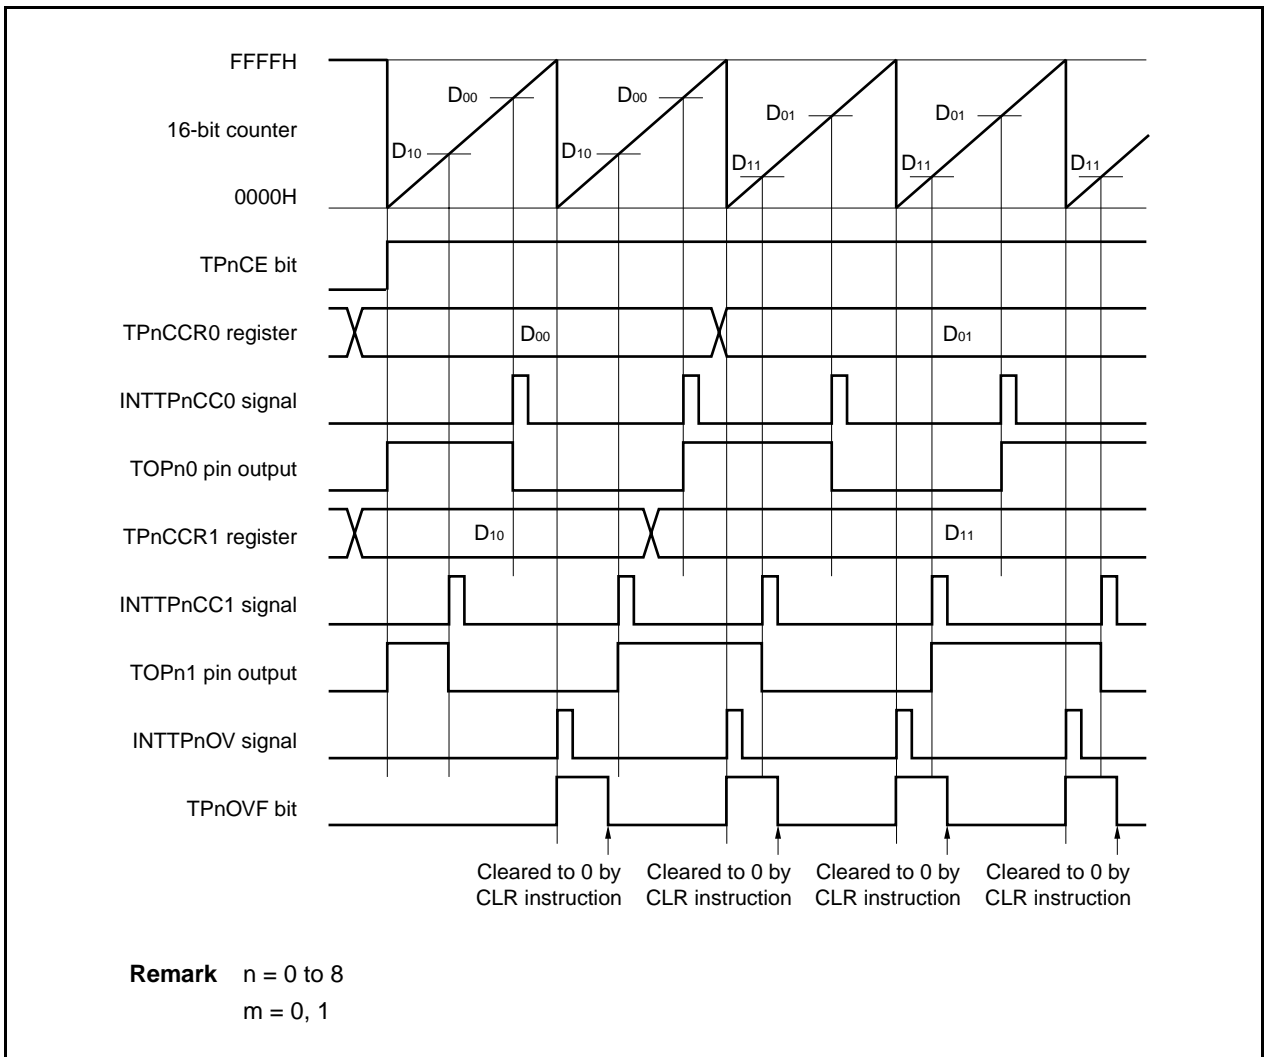 FFFFH
D00 D00
D01 D01
16-bit counter
D10 D10
D11 D11 D11
0000H
TPnCE bit
TPnCCR0 register D00 D01
INTTPnCC0 signal
TOPn0 pin output
TPnCCR1 register D10 D11
INTTPnCC1 signal
TOPn1 pin output
INTTPnOV signal
TPnOVF bit
Cleared to 0 by Cleared to 0 by Cleared to 0 by Cleared to 0 by
CLR instruction CLR instruction CLR instruction CLR instruction
Remark n = 0 to 8
m = 0, 1